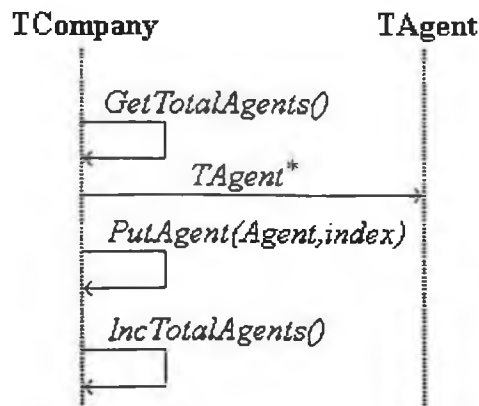 TCompany TAgent
GetTotalAgents()
TAgent*
PutAgent(Agent,index)
IncTotalAgents()